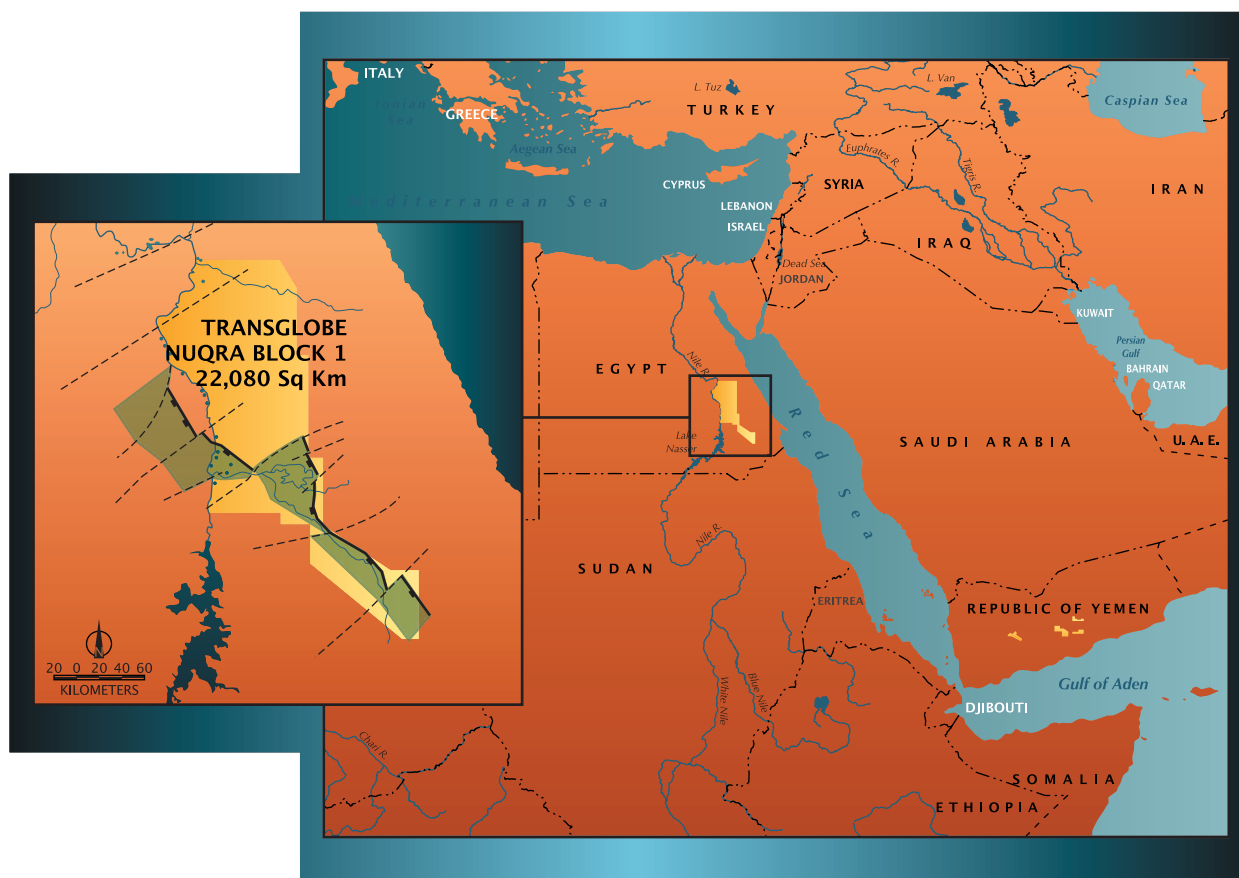 ITALY
Ionian
Sea
GREECE
Aegean Sea
Mediterranean Sea
L. Tuz
TURKEY
L. Van
Caspian Sea
CYPRUS
LEBANON
ISRAEL
SYRIA
Euphrates R.
Tigris R.
IRAQ
IRAN
Dead Sea
JORDAN
KUWAIT
Persian
Gulf
BAHRAIN
QATAR
U.A.E.
EGYPT
Nile R.
Lake
Nasser
Red Sea
SAUDI ARABIA
SUDAN
Nile R.
ERITREA
REPUBLIC OF YEMEN
White Nile
Blue Nile
Gulf of Aden
DJIBOUTI
Chari R.
SOMALIA
ETHIOPIA
TRANSGLOBE
NUQRA BLOCK 1
22,080 Sq Km
20 0 20 40 60
KILOMETERS